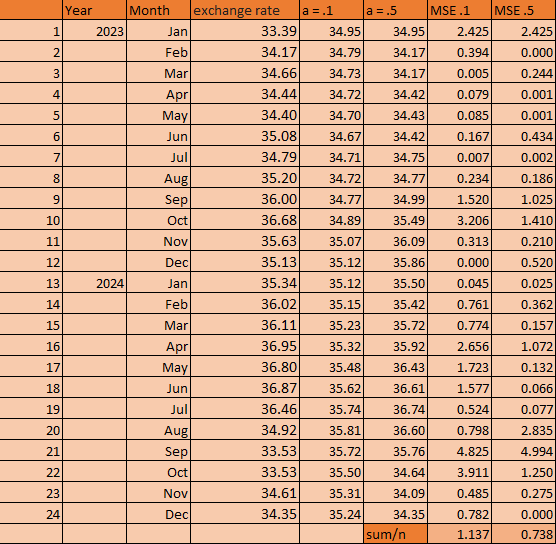 Year Month exchange rate a = .1 a = .5 MSE .1 MSE .5
1 2023 Jan 33.39 34.95 34.95 2.425 2.425
2 Feb 34.17 34.79 34.17 0.394 0.000
3 Mar 34.66 34.73 34.17 0.005 0.244
4 Apr 34.44 34.72 34.42 0.079 0.001
5 May 34.40 34.70 34.43 0.085 0.001
6 Jun 35.08 34.67 34.42 0.167 0.434
7 Jul 34.79 34.71 34.75 0.007 0.002
8 Aug 35.20 34.72 34.77 0.234 0.186
9 Sep 36.00 34.77 34.99 1.520 1.025
10 Oct 36.68 34.89 35.49 3.206 1.410
11 Nov 35.63 35.07 36.09 0.313 0.210
12 Dec 35.13 35.12 35.86 0.000 0.520
13 2024 Jan 35.34 35.12 35.50 0.045 0.025
14 Feb 36.02 35.15 35.42 0.761 0.362
15 Mar 36.11 35.23 35.72 0.774 0.157
16 Apr 36.95 35.32 35.92 2.656 1.072
17 May 36.80 35.48 36.43 1.723 0.132
18 Jun 36.87 35.62 36.61 1.577 0.066
19 Jul 36.46 35.74 36.74 0.524 0.077
20 Aug 34.92 35.81 36.60 0.798 2.835
21 Sep 33.53 35.72 35.76 4.825 4.994
22 Oct 33.53 35.50 34.64 3.911 1.250
23 Nov 34.61 35.31 34.09 0.485 0.275
24 Dec 34.35 35.24 34.35 0.782 0.000
sum/n 1.137 0.738